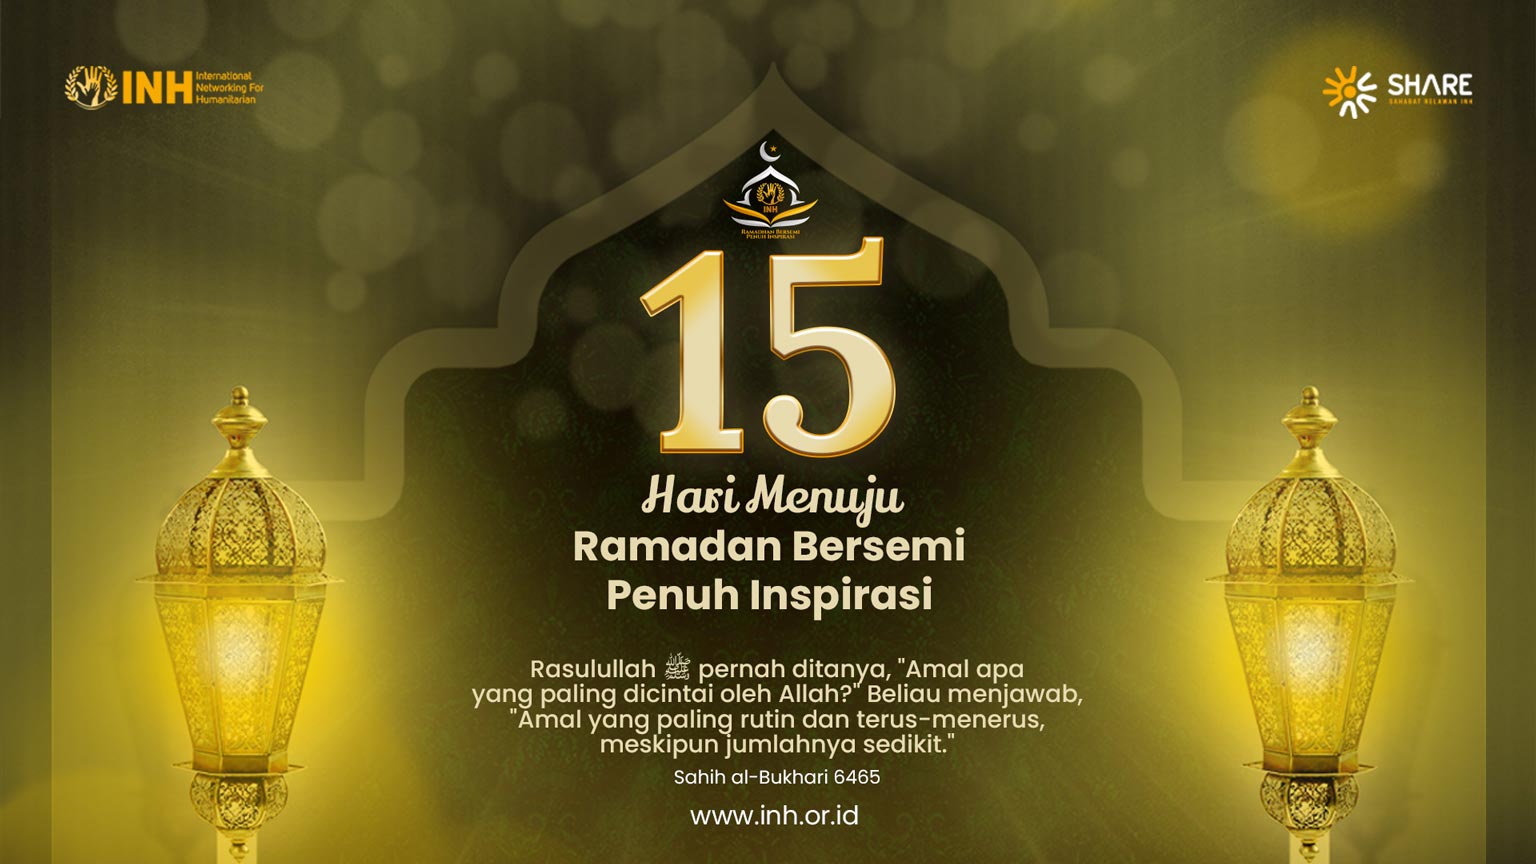 INH
International
Networking For
Humanitarian
SHARE
SAHABAT RELAWAN INH
INH
RAMADHAN BERSEMI
PENUH INSPIRASI
15
Hari Menuju
Ramadan Bersemi
Penuh Inspirasi
Rasulullah ﷺ pernah ditanya, "Amal apa
yang paling dicintai oleh Allah?" Beliau menjawab,
"Amal yang paling rutin dan terus-menerus,
meskipun jumlahnya sedikit."
Sahih al-Bukhari 6465
www.inh.or.id